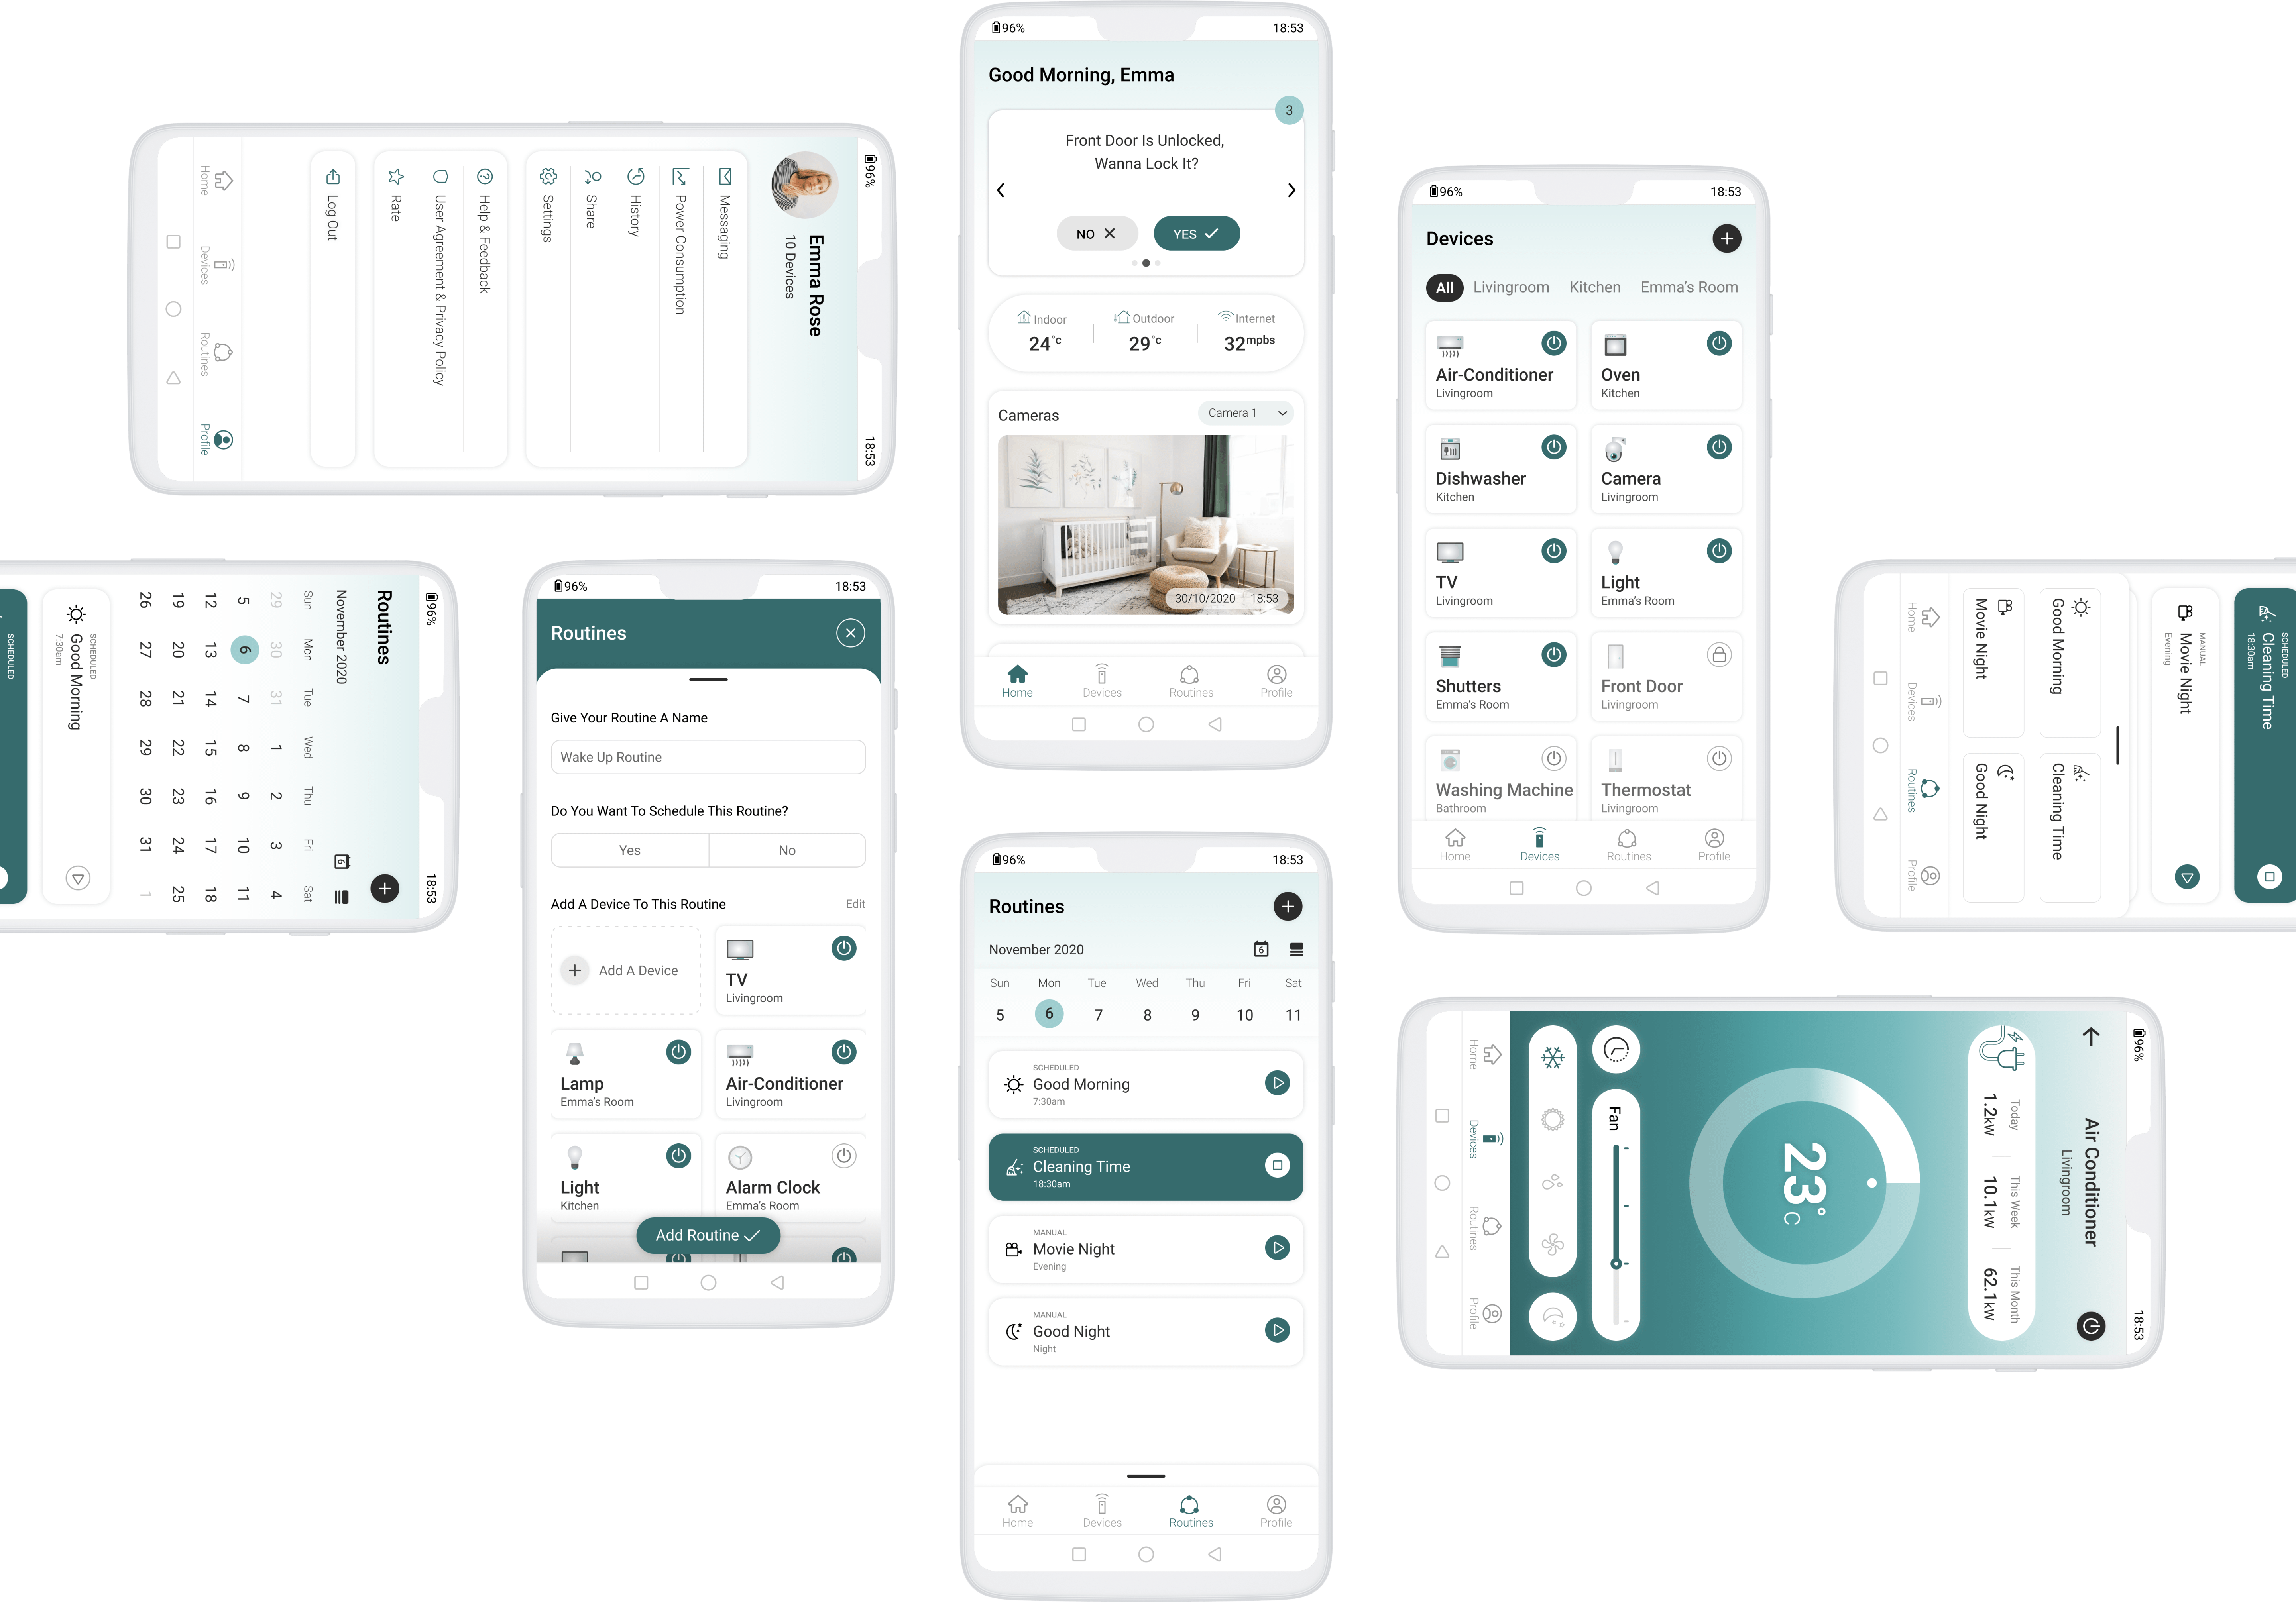 96%
18:53
Emma Rose
10 Devices
Messaging
Power Consumption
History
Share
Settings
Help & Feedback
User Agreement & Privacy Policy
Rate
Log Out
Home
Devices
Routines
Profile
96%
18:53
Good Morning, Emma
3
Front Door Is Unlocked,
Wanna Lock It?
NO
YES
Indoor
Outdoor
Internet
24°c
29°c
32mpbs
Cameras
Camera 1
30/10/2020 18:53
Home
Devices
Routines
Profile
96%
18:53
Devices
All
Livingroom
Kitchen
Emma's Room
Air-Conditioner
Livingroom
Oven
Kitchen
Dishwasher
Kitchen
Camera
Livingroom
TV
Livingroom
Light
Emma's Room
Shutters
Emma's Room
Front Door
Livingroom
Washing Machine
Bathroom
Thermostat
Livingroom
Home
Devices
Routines
Profile
96%
18:53
Routines
November 2020
6
Sun Mon Tue Wed Thu Fri Sat
29 30 31 1 2 3 4
5 6 7 8 9 10 11
12 13 14 15 16 17 18
19 20 21 22 23 24 25
26 27 28 29 30 31 1
SCHEDULED
Good Morning
7:30am
SCHEDULED
96%
18:53
Routines
Give Your Routine A Name
Wake Up Routine
Do You Want To Schedule This Routine?
Yes
No
Add A Device To This Routine
Edit
Add A Device
TV
Livingroom
Lamp
Emma's Room
Air-Conditioner
Livingroom
Light
Kitchen
Alarm Clock
Emma's Room
Add Routine
96%
18:53
Routines
November 2020
6
Sun Mon Tue Wed Thu Fri Sat
5 6 7 8 9 10 11
SCHEDULED
Good Morning
7:30am
SCHEDULED
Cleaning Time
18:30am
MANUAL
Movie Night
Evening
MANUAL
Good Night
Night
Home
Devices
Routines
Profile
SCHEDULED
Cleaning Time
18:30am
MANUAL
Movie Night
Evening
Good Morning
Cleaning Time
Movie Night
Good Night
Home
Devices
Routines
Profile
96%
18:53
Air Conditioner
Livingroom
Today
1.2kW
This Week
10.1kW
This Month
62.1kW
23°C
Fan
Home
Devices
Routines
Profile